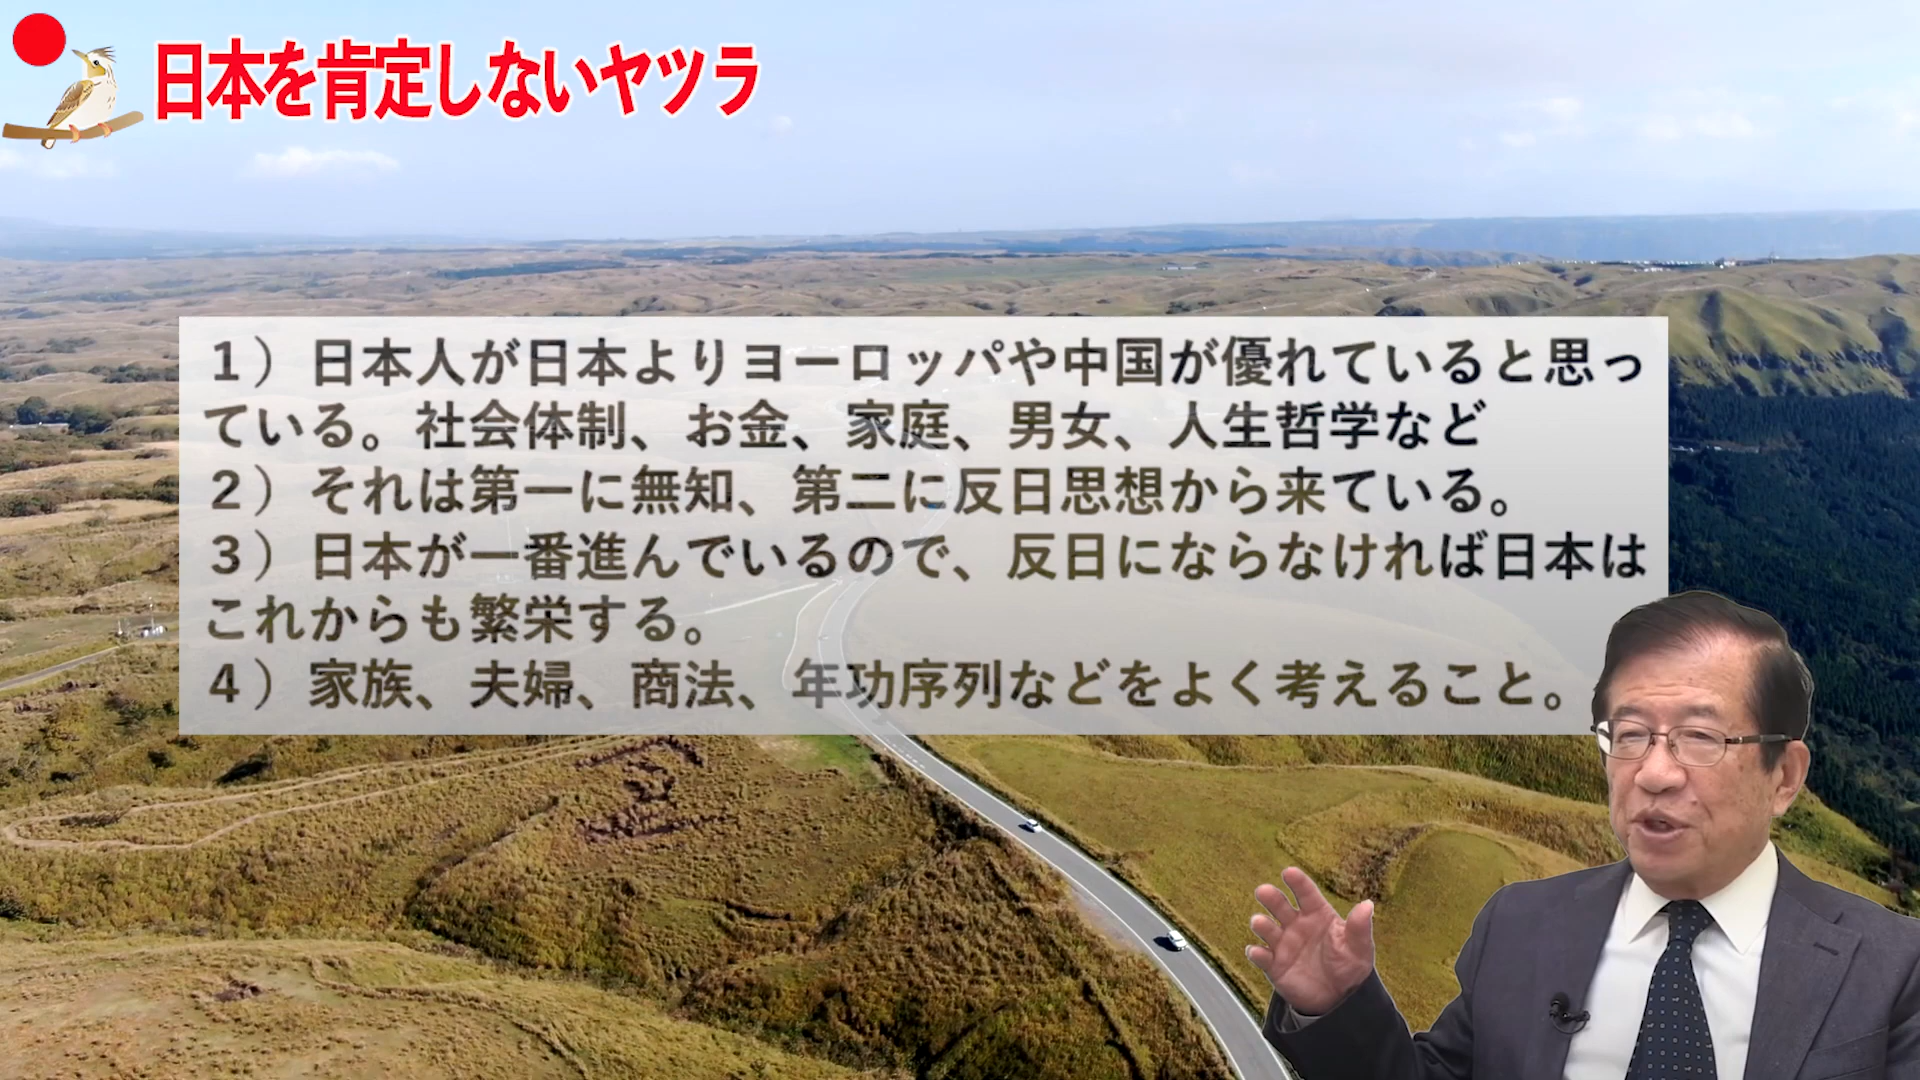 日本を肯定しないヤツラ
１）日本人が日本よりヨーロッパや中国が優れていると思っ
ている。社会体制、お金、家庭、男女、人生哲学など
２）それは第一に無知、第二に反日思想から来ている。
３）日本が一番進んでいるので、反日にならなければ日本は
これからも繁栄する。
４）家族、夫婦、商法、年功序列などをよく考えること。